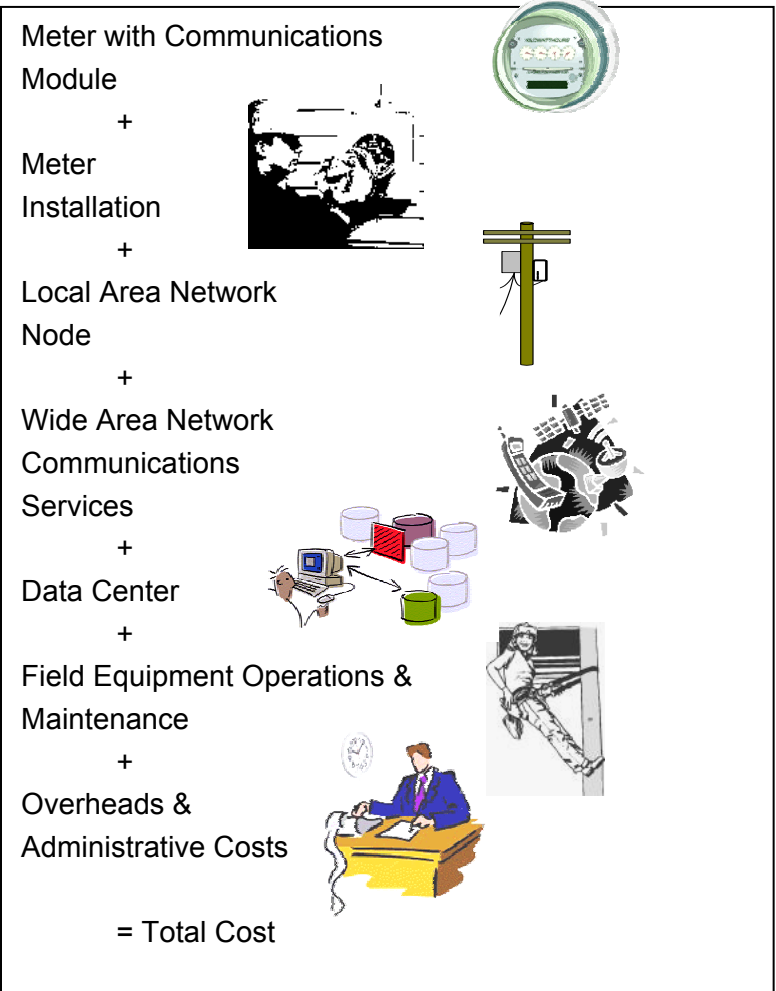 Meter with Communications
Module
+
Meter
Installation
+
Local Area Network
Node
+
Wide Area Network
Communications
Services
+
Data Center
+
Field Equipment Operations &
Maintenance
+
Overheads &
Administrative Costs
= Total Cost
KILOWATTHOURS